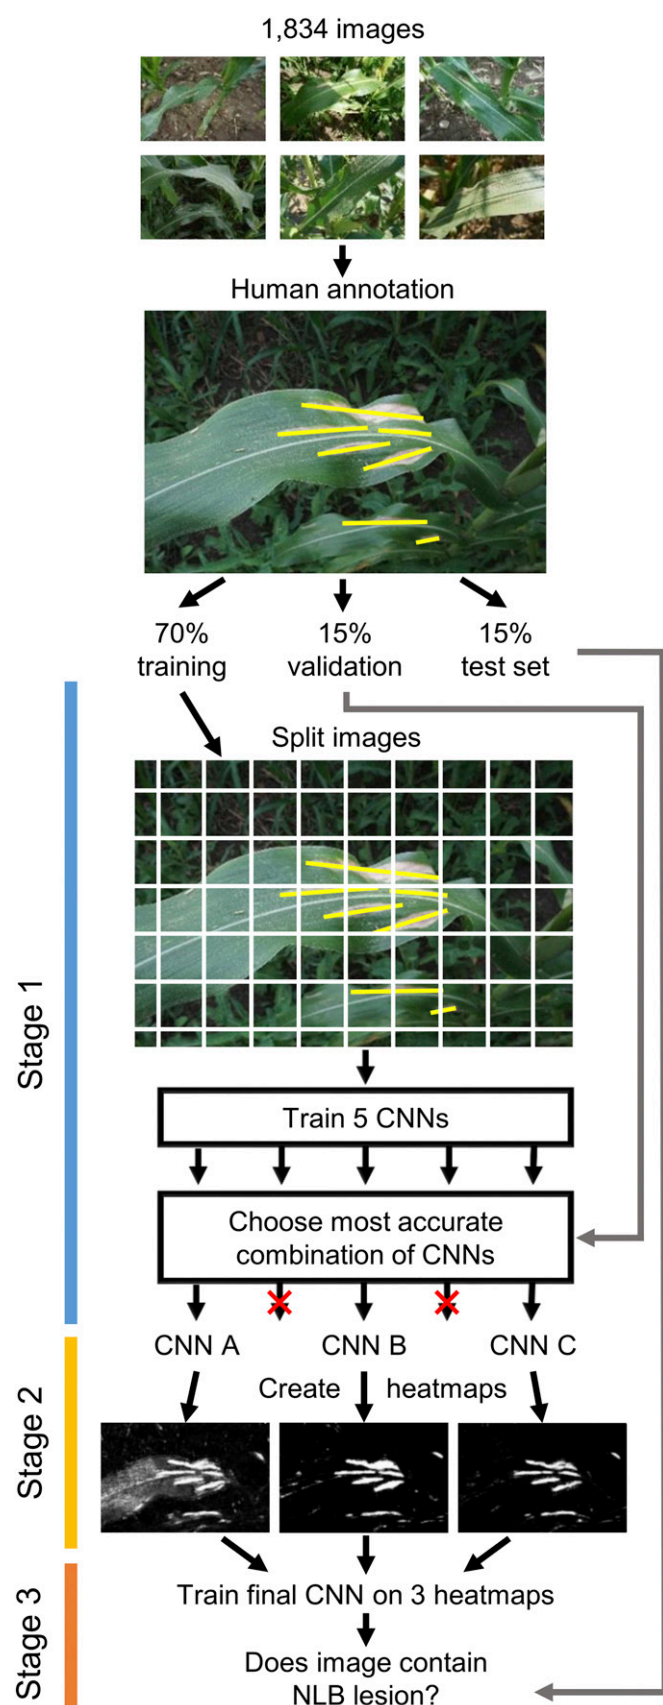 1,834 images
Human annotation
70%
training
15%
validation
15%
test set
Stage 1
Split images
Train 5 CNNs
Choose most accurate
combination of CNNs
CNN A
CNN B
CNN C
Stage 2
Create heatmaps
Stage 3
Train final CNN on 3 heatmaps
Does image contain
NLB lesion?